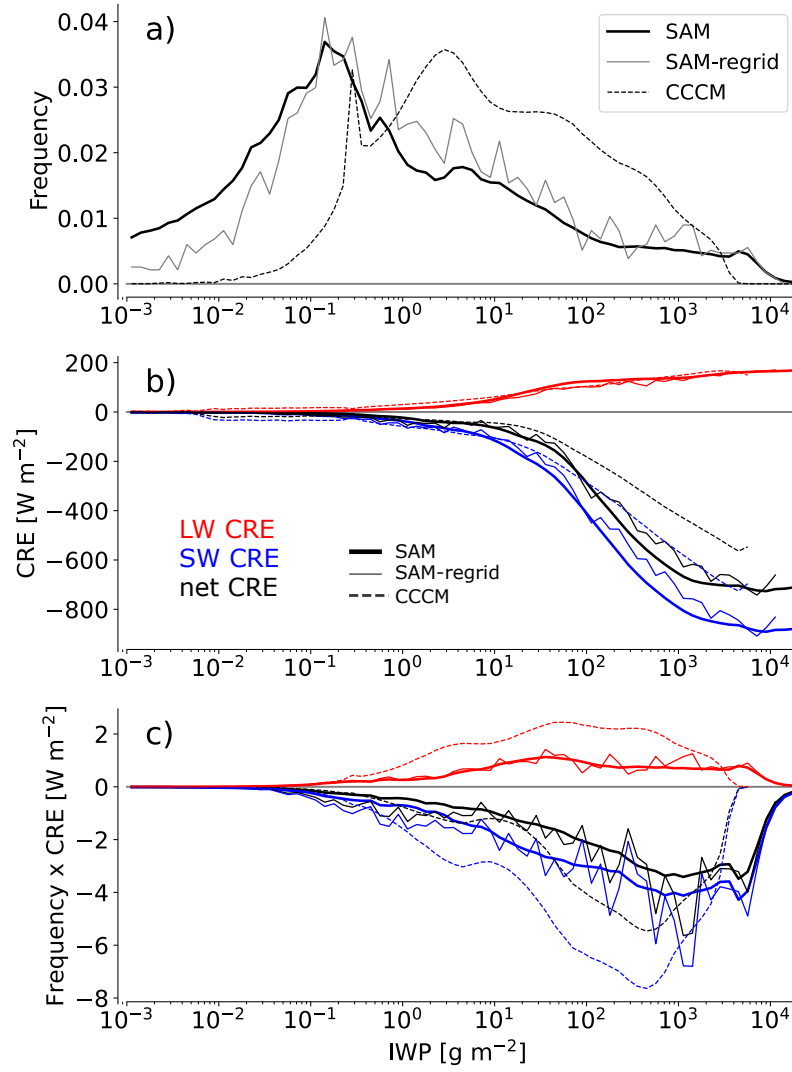 a)
SAM
SAM-regrid
CCCM
Frequency
0.04
0.03
0.02
0.01
0.00
10⁻³ 10⁻² 10⁻¹ 10⁰ 10¹ 10² 10³ 10⁴
b)
CRE [W m⁻²]
200
0
−200
−400
−600
−800
LW CRE
SW CRE
net CRE
SAM
SAM-regrid
CCCM
10⁻³ 10⁻² 10⁻¹ 10⁰ 10¹ 10² 10³ 10⁴
c)
Frequency x CRE [W m⁻²]
2
0
−2
−4
−6
−8
10⁻³ 10⁻² 10⁻¹ 10⁰ 10¹ 10² 10³ 10⁴
IWP [g m⁻²]